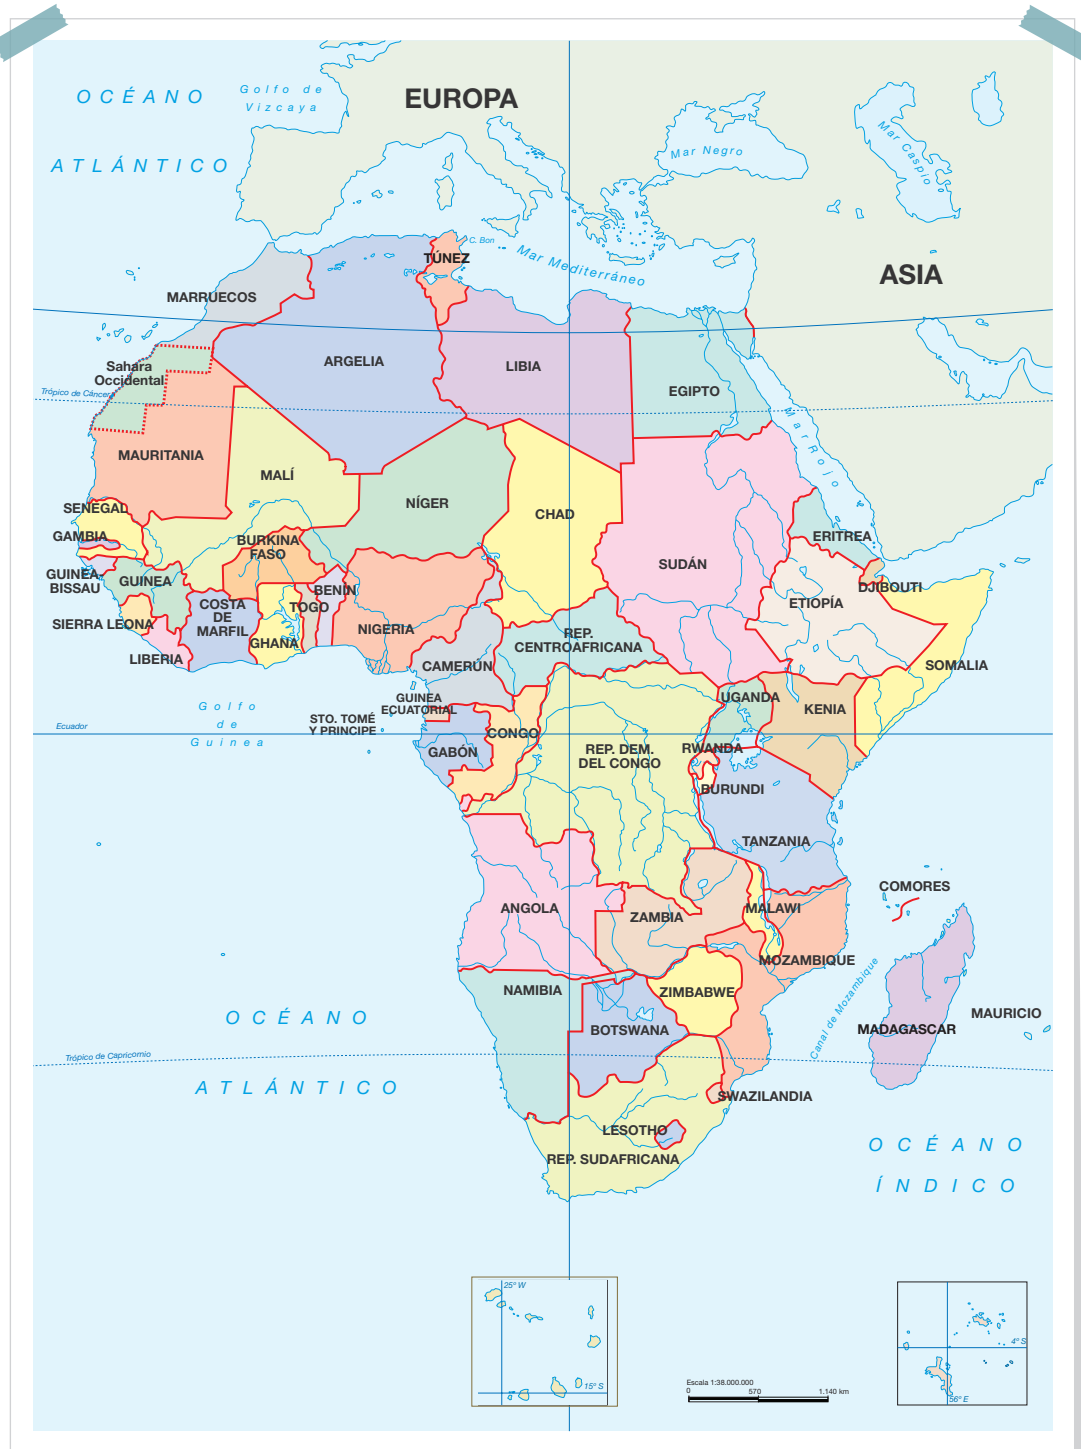 OCÉANO
ATLÁNTICO
Golfo de
Vizcaya
EUROPA
Mar Negro
Mar Caspio
ASIA
C. Bon
Mar Mediterráneo
TÚNEZ
MARRUECOS
ARGELIA
LIBIA
EGIPTO
Sahara
Occidental
Trópico de Cáncer
Mar Rojo
MAURITANIA
MALÍ
NÍGER
CHAD
SUDÁN
ERITREA
SENEGAL
GAMBIA
BURKINA
FASO
GUINEA-
BISSAU
GUINEA
BENÍN
TOGO
COSTA
DE
MARFIL
GHANA
NIGERIA
SIERRA LEONA
LIBERIA
DJIBOUTI
ETIOPÍA
SOMALIA
REP.
CENTROAFRICANA
CAMERÚN
GUINEA
ECUATORIAL
STO. TOMÉ
Y PRINCIPE
Golfo
de
Guinea
Ecuador
UGANDA
KENIA
CONGO
GABÓN
REP. DEM.
DEL CONGO
RWANDA
BURUNDI
TANZANIA
COMORES
ANGOLA
ZAMBIA
MALAWI
MOZAMBIQUE
Canal de Mozambique
NAMIBIA
ZIMBABWE
BOTSWANA
MADAGASCAR
MAURICIO
OCÉANO
ATLÁNTICO
Trópico de Capricornio
SWAZILANDIA
LESOTHO
REP. SUDAFRICANA
OCÉANO
ÍNDICO
25º W
15º S
Escala 1:38.000.000
0 570 1.140 km
4º S
56º E